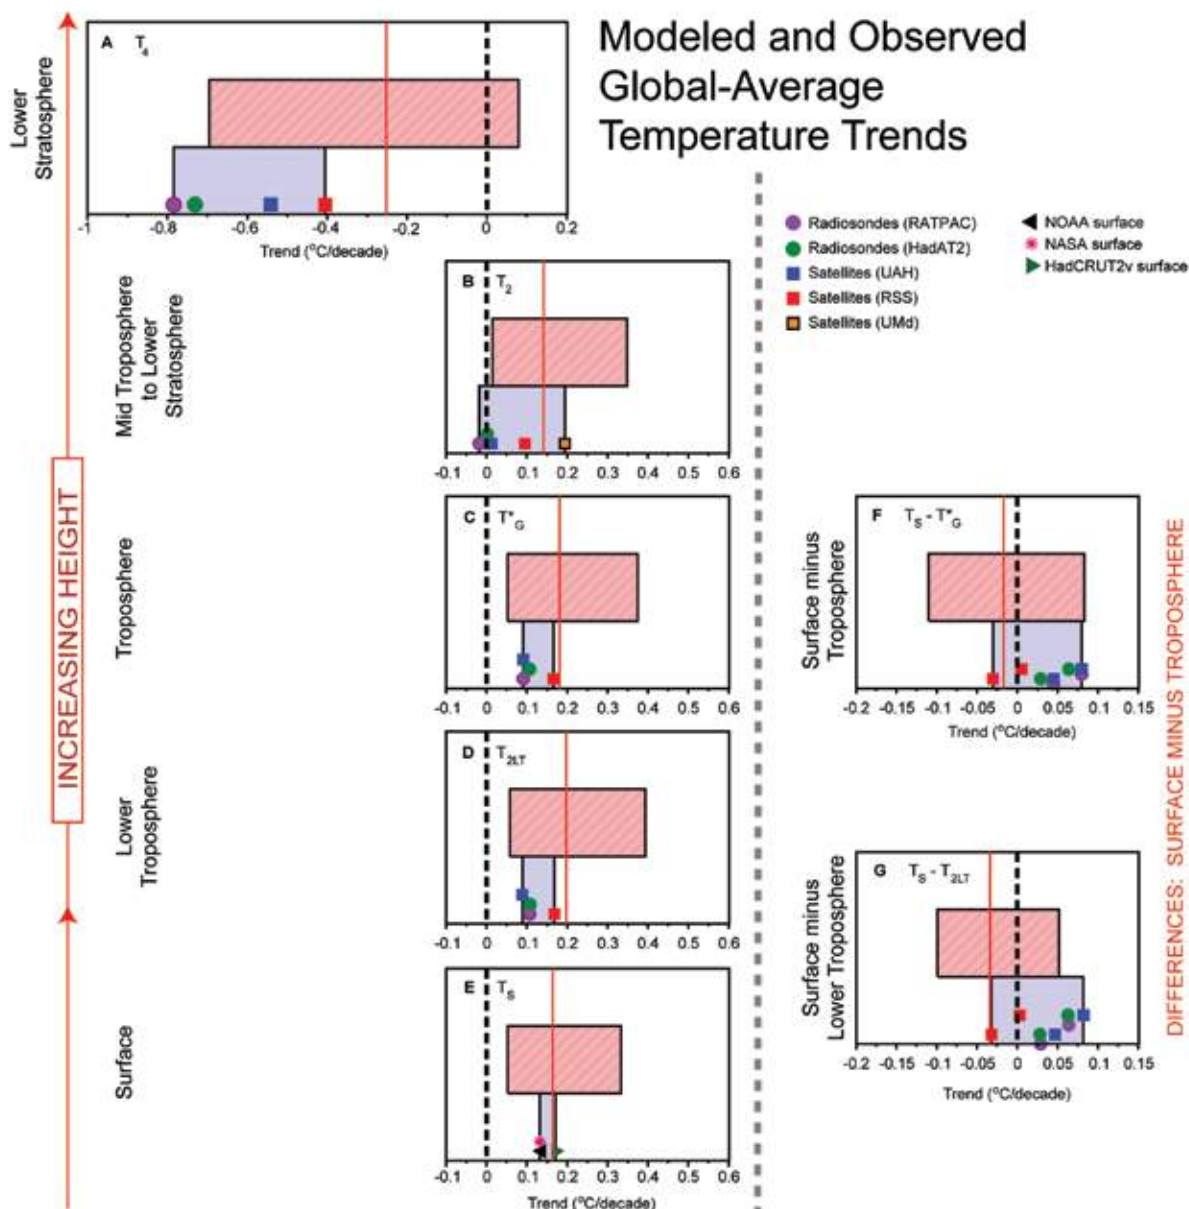 Modeled and Observed
Global-Average
Temperature Trends
INCREASING HEIGHT
Lower
Stratosphere
A T4
-1 -0.8 -0.6 -0.4 -0.2 0 0.2
Trend (°C/decade)
Radiosondes (RATPAC)
Radiosondes (HadAT2)
Satellites (UAH)
Satellites (RSS)
Satellites (UMd)
NOAA surface
NASA surface
HadCRUT2v surface
Mid Troposphere
to Lower
Stratosphere
B T2
-0.1 0 0.1 0.2 0.3 0.4 0.5 0.6
Troposphere
C T*G
-0.1 0 0.1 0.2 0.3 0.4 0.5 0.6
Lower
Troposphere
D T2LT
-0.1 0 0.1 0.2 0.3 0.4 0.5 0.6
Surface
E TS
-0.1 0 0.1 0.2 0.3 0.4 0.5 0.6
Trend (°C/decade)
Surface minus
Troposphere
F TS - T*G
-0.2 -0.15 -0.1 -0.05 0 0.05 0.1 0.15
Trend (°C/decade)
Surface minus
Lower Troposphere
G TS - T2LT
-0.2 -0.15 -0.1 -0.05 0 0.05 0.1 0.15
Trend (°C/decade)
DIFFERENCES: SURFACE MINUS TROPOSPHERE